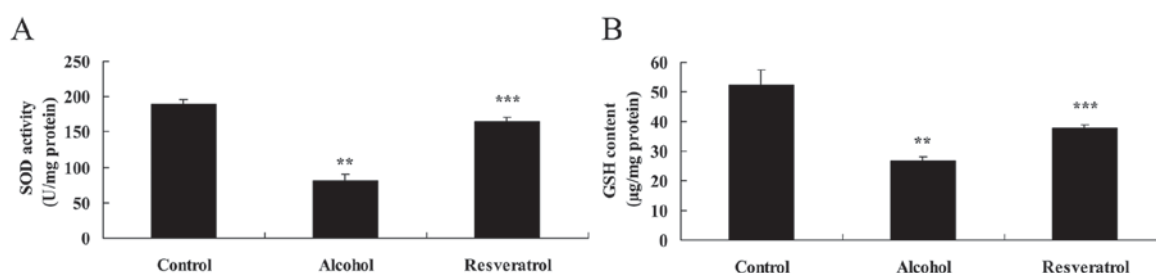 A
SOD activity
(U/mg protein)
250
200
150
100
50
0
**
***
Control
Alcohol
Resveratrol
B
GSH content
(µg/mg protein)
60
50
40
30
20
10
0
**
***
Control
Alcohol
Resveratrol